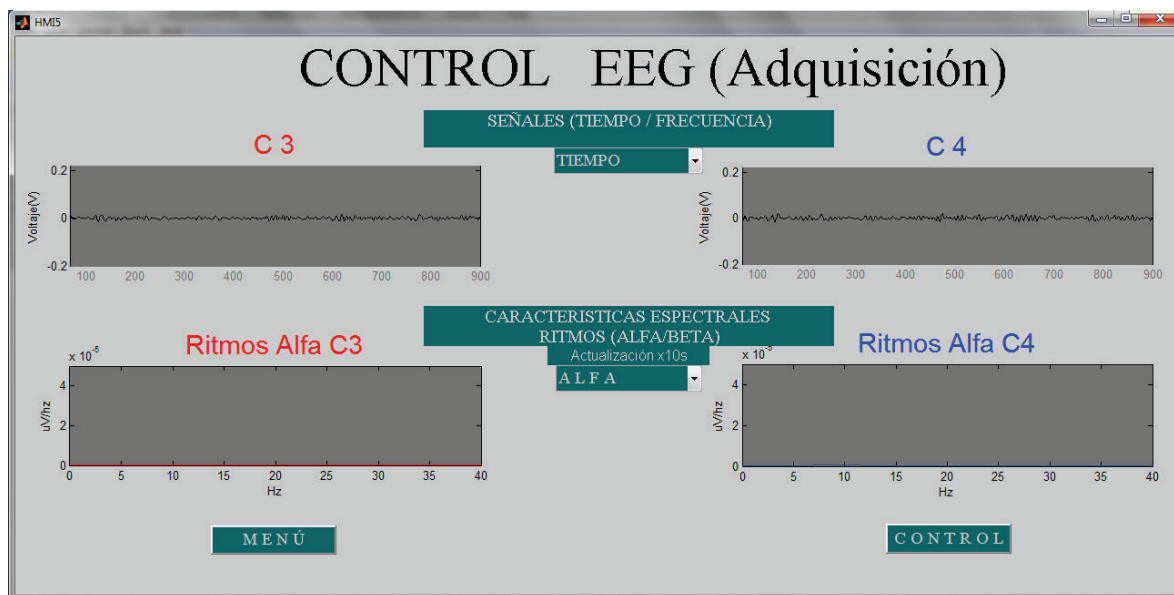 HMI5
CONTROL EEG (Adquisición)
SEÑALES (TIEMPO / FRECUENCIA)
TIEMPO
C 3
0.2
0
-0.2
Voltaje(V)
100 200 300 400 500 600 700 800 900
C 4
0.2
0
-0.2
Voltaje(V)
100 200 300 400 500 600 700 800 900
CARACTERISTICAS ESPECTRALES
RITMOS (ALFA/BETA)
Actualización x10s
A L F A
Ritmos Alfa C3
x 10⁻⁵
4
2
0
uV/hz
0 5 10 15 20 25 30 35 40
Hz
Ritmos Alfa C4
x 10⁻⁵
4
2
0
uV/hz
0 5 10 15 20 25 30 35 40
Hz
M E N Ú
C O N T R O L